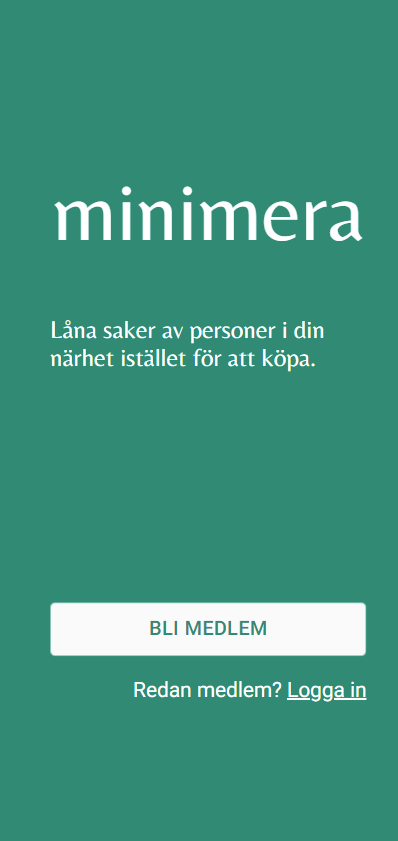 minimera
Låna saker av personer i din
närhet istället för att köpa.
BLI MEDLEM
Redan medlem? Logga in